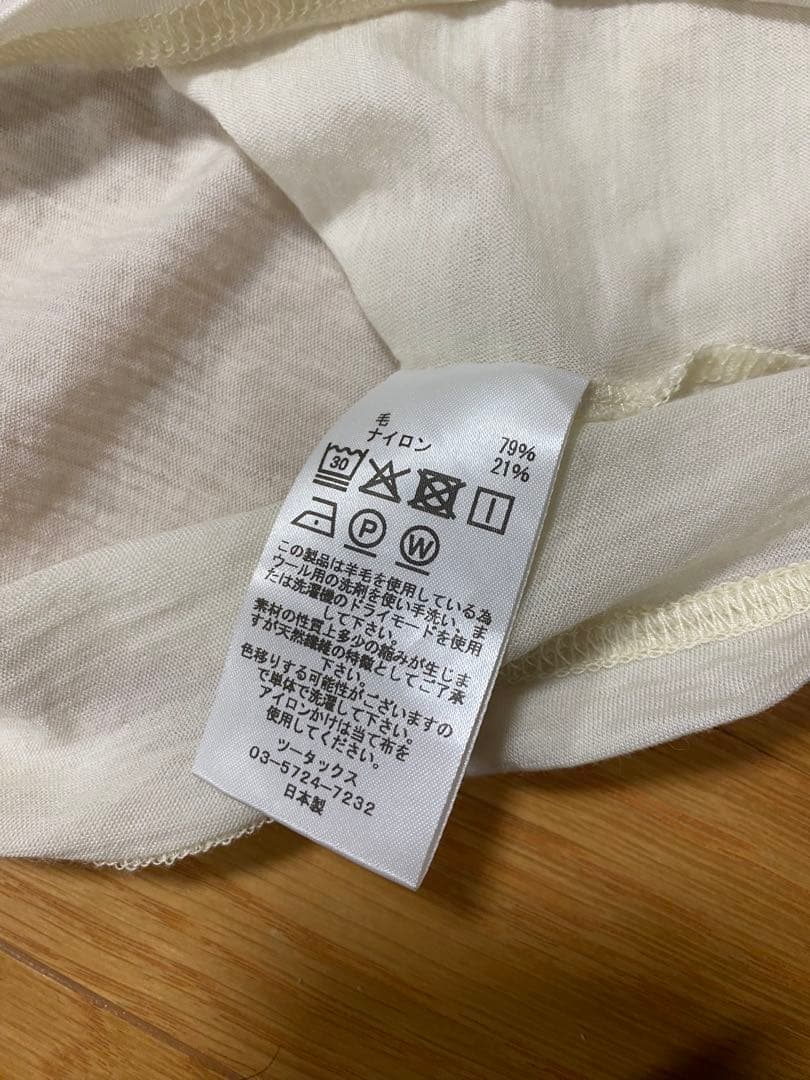 毛 79%
ナイロン 21%
30
P W
この製品は羊毛を使用している為
ウール用の洗剤を使い手洗い、ま
たは洗濯機のドライモードを使用
して下さい。
素材の性質上多少の縮みが生じま
すが天然繊維の特徴としてご了承
下さい。
色移りする可能性がございますの
で単体で洗濯して下さい。
アイロンかけは当て布を
使用してください。
ツータックス
03-5724-7232
日本製